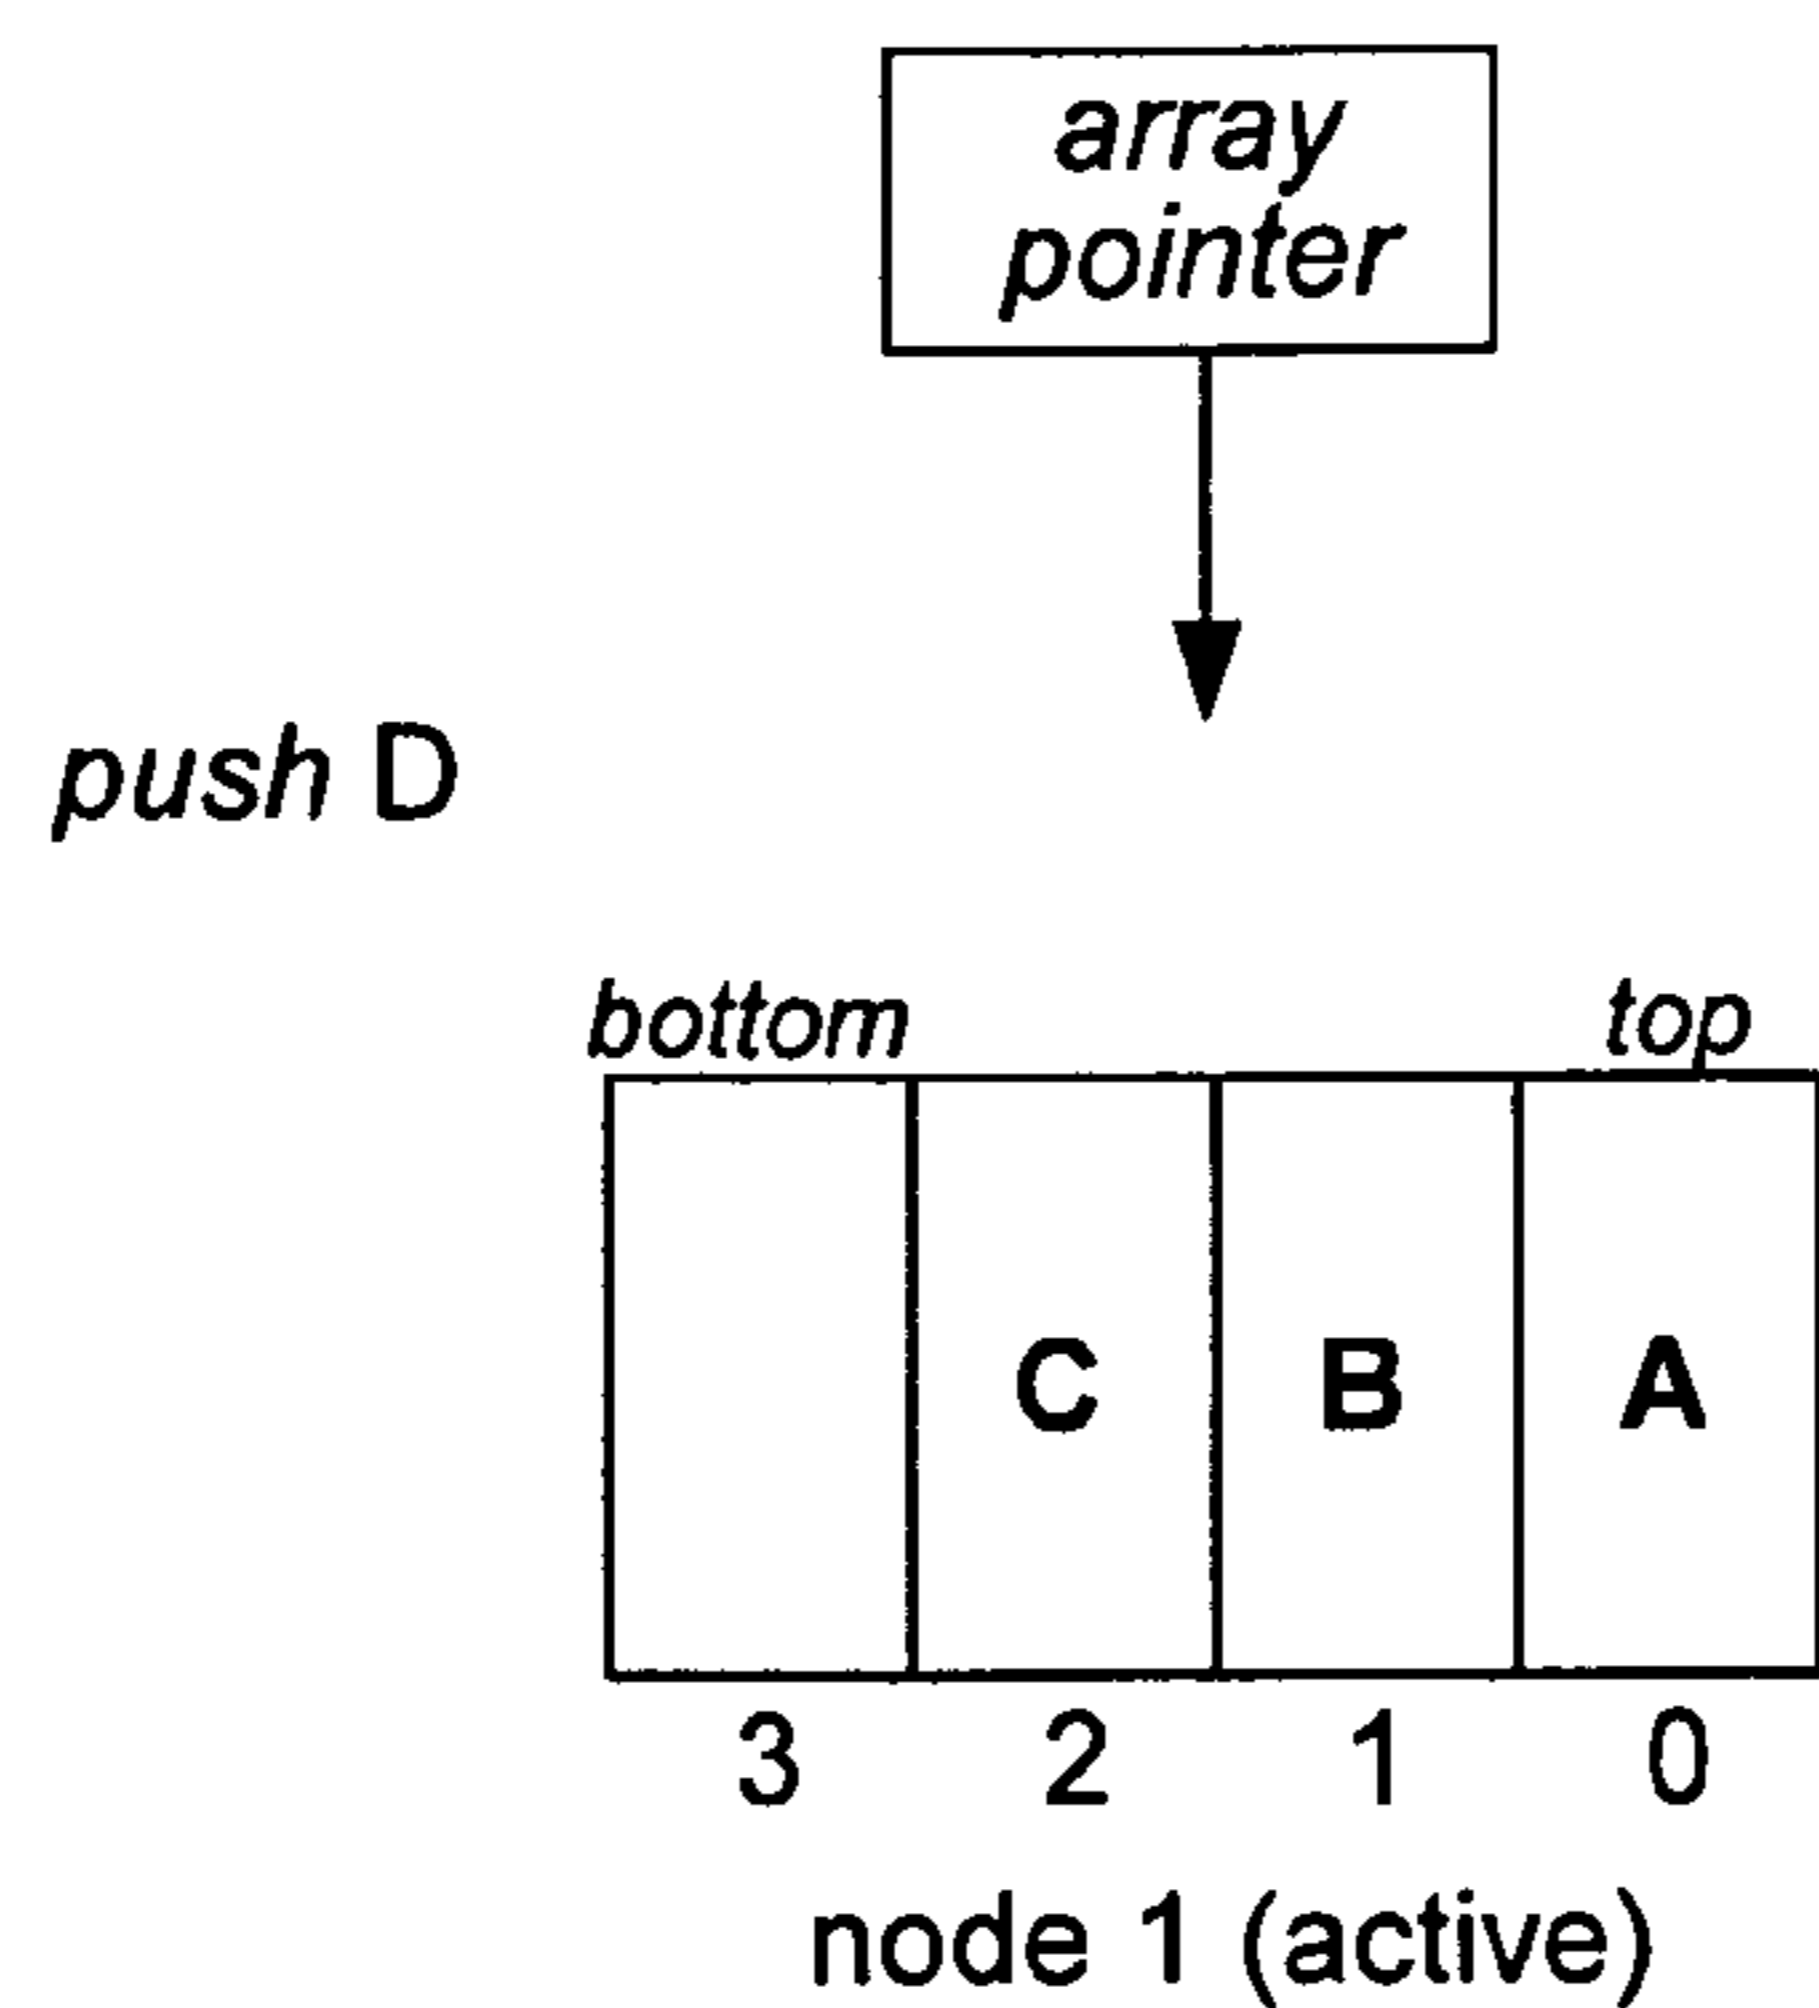 array
pointer
push D
bottom top
C B A
3 2 1 0
node 1 (active)